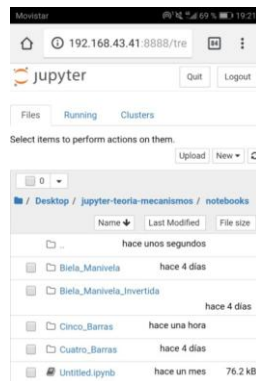 Movistar 69 % 19:21
192.168.43.41:8888/tre 84
jupyter Quit Logout
Files Running Clusters
Select items to perform actions on them.
Upload New
0
/ Desktop / jupyter-teoria-mecanismos / notebooks
Name Last Modified File size
.. hace unos segundos
Biela_Manivela hace 4 días
Biela_Manivela_Invertida
hace 4 días
Cinco_Barras hace una hora
Cuatro_Barras hace 4 días
Untitled.ipynb hace un mes 76.2 kB